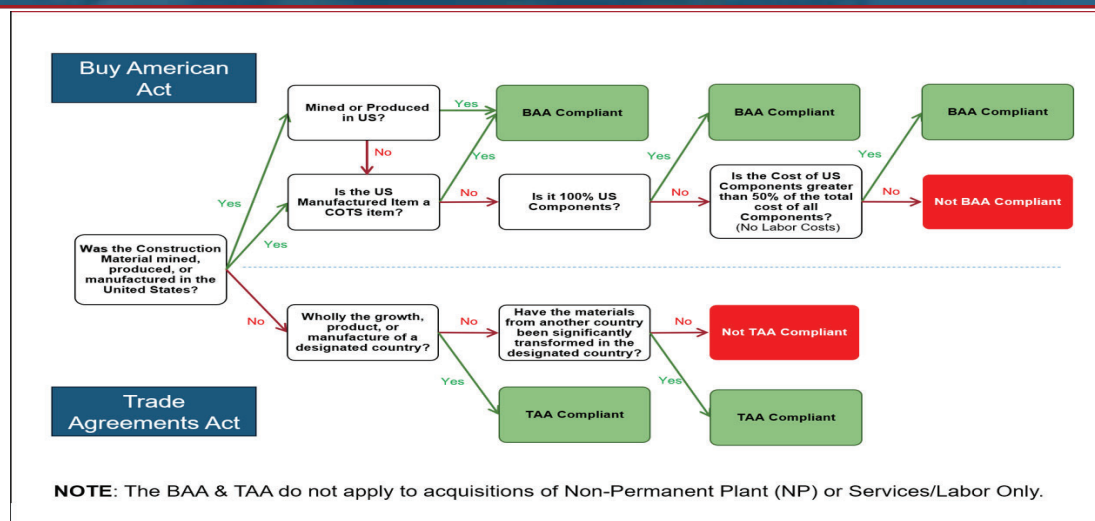 Buy American
Act
Mined or Produced
in US?
Yes
BAA Compliant
BAA Compliant
BAA Compliant
No
Yes
Yes
Yes
Yes
Is the US
Manufactured Item a
COTS item?
No
Is it 100% US
Components?
No
Is the Cost of US
Components greater
than 50% of the total
cost of all
Components?
(No Labor Costs)
No
Not BAA Compliant
Yes
Was the Construction
Material mined,
produced, or
manufactured in the
United States?
No
Wholly the growth,
product, or
manufacture of a
designated country?
No
Have the materials
from another country
been significantly
transformed in the
designated country?
No
Not TAA Compliant
Yes
Yes
Trade
Agreements Act
TAA Compliant
TAA Compliant
NOTE: The BAA & TAA do not apply to acquisitions of Non-Permanent Plant (NP) or Services/Labor Only.